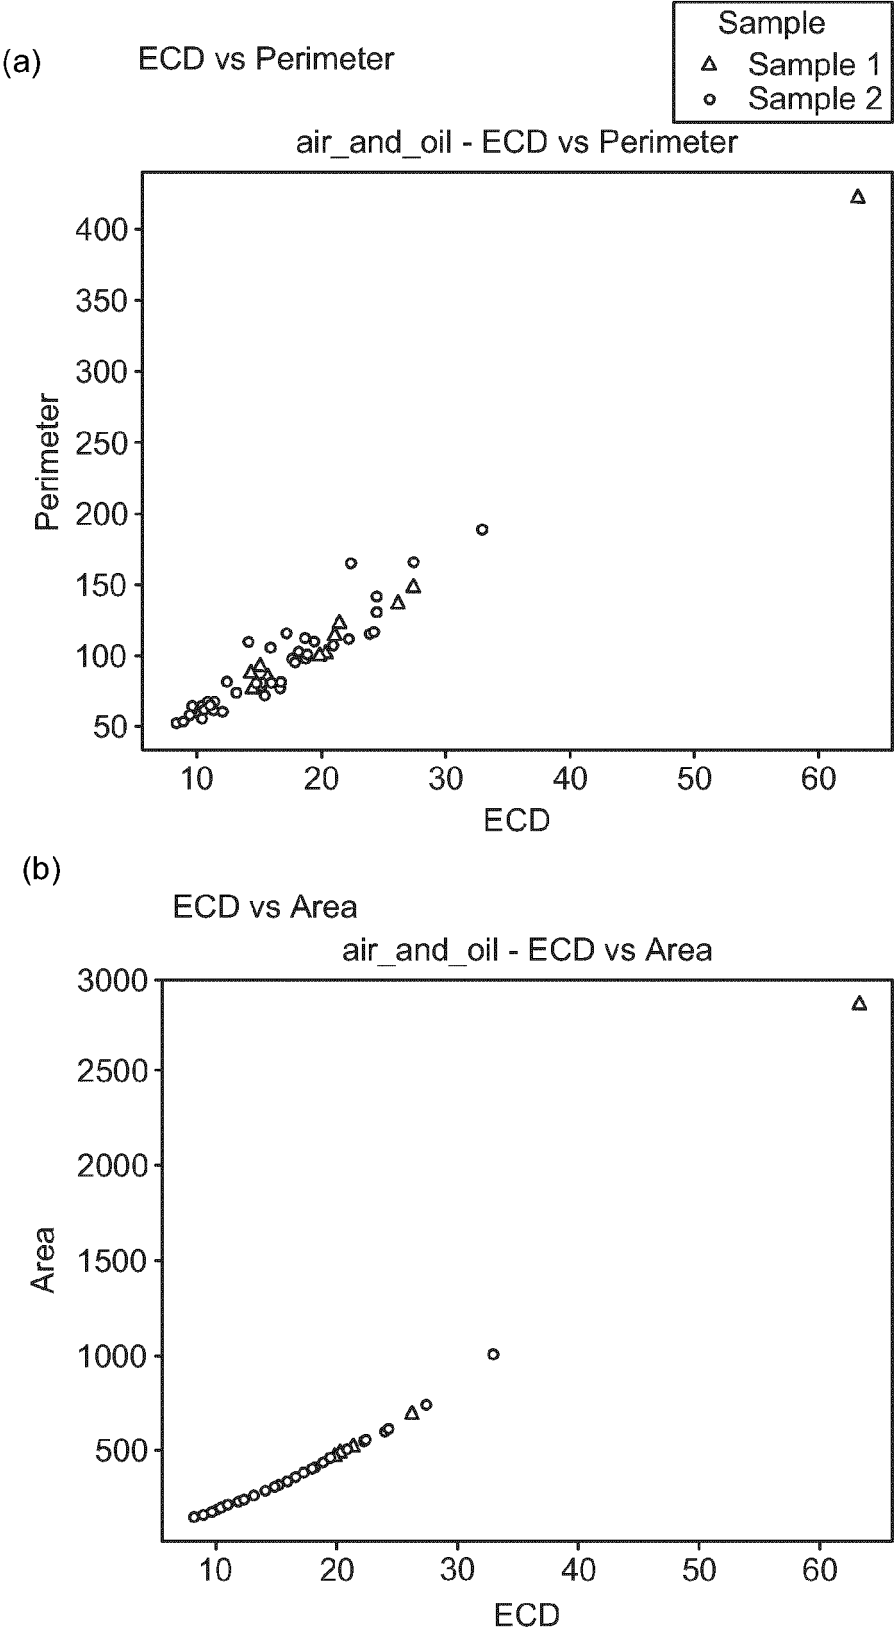 Sample
(a) ECD vs Perimeter
Sample 1
Sample 2
air_and_oil - ECD vs Perimeter
400
350
300
250
200
150
100
50
Perimeter
10 20 30 40 50 60
ECD
(b)
ECD vs Area
air_and_oil - ECD vs Area
3000
2500
2000
1500
1000
500
Area
10 20 30 40 50 60
ECD